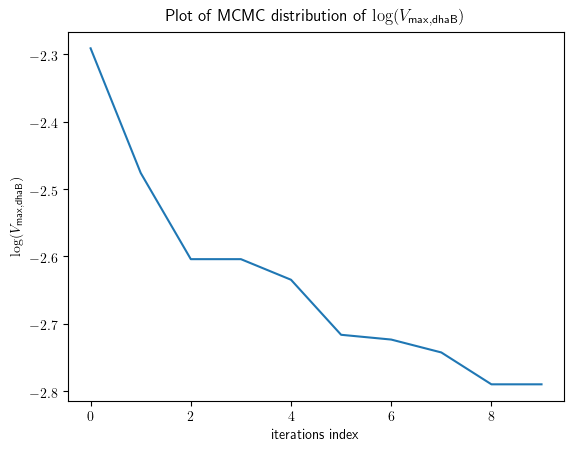 Plot of MCMC distribution of log(V_max,dhaB)
−2.3
−2.4
−2.5
−2.6
−2.7
−2.8
log(V_max,dhaB)
0 2 4 6 8
iterations index